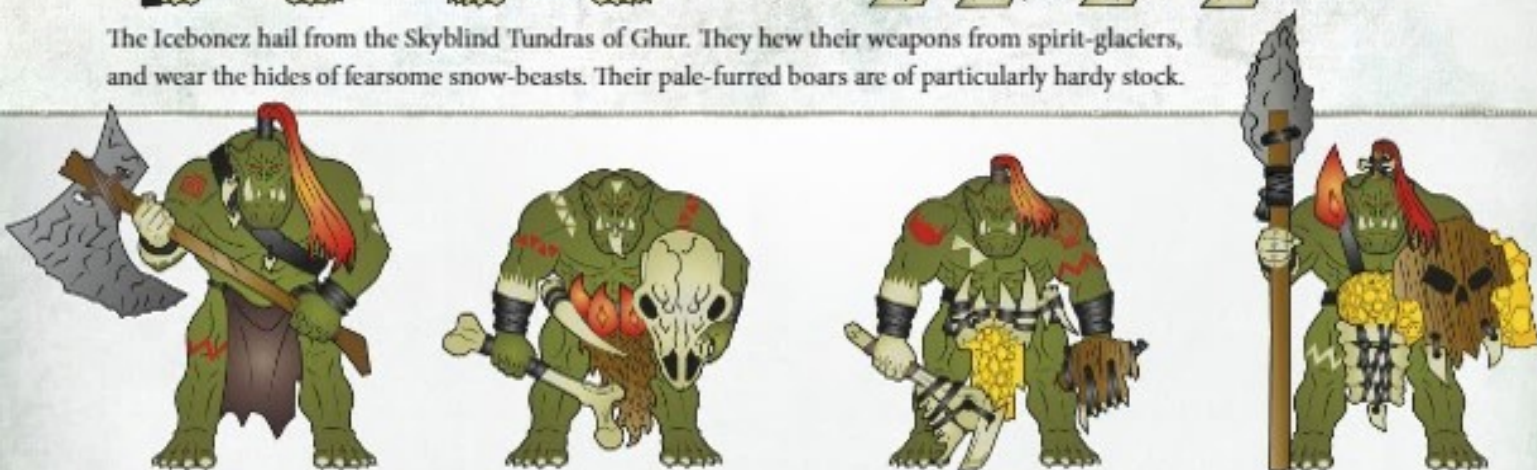 The Icebonez hail from the Skyblind Tundras of Ghur. They hew their weapons from spirit-glaciers,
and wear the hides of fearsome snow-beasts. Their pale-furred boars are of particularly hardy stock.